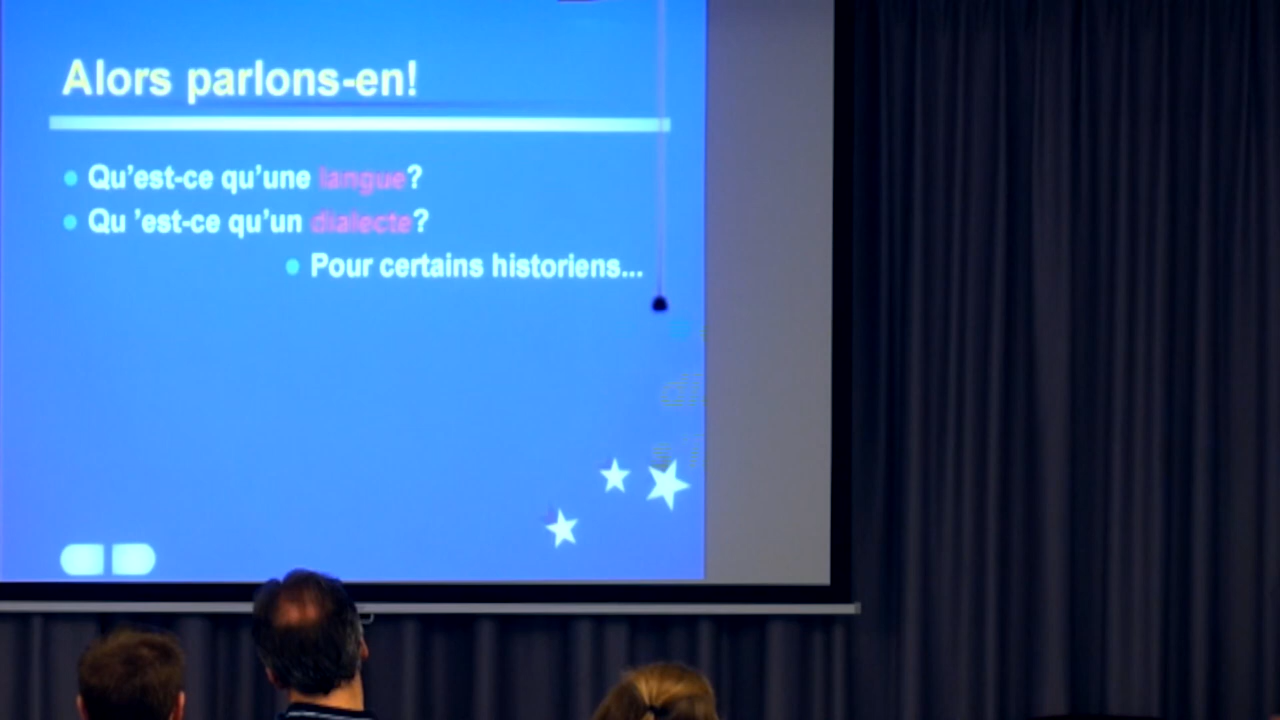 Alors parlons-en!
Qu’est-ce qu’une langue?
Qu ’est-ce qu’un dialecte?
Pour certains historiens...